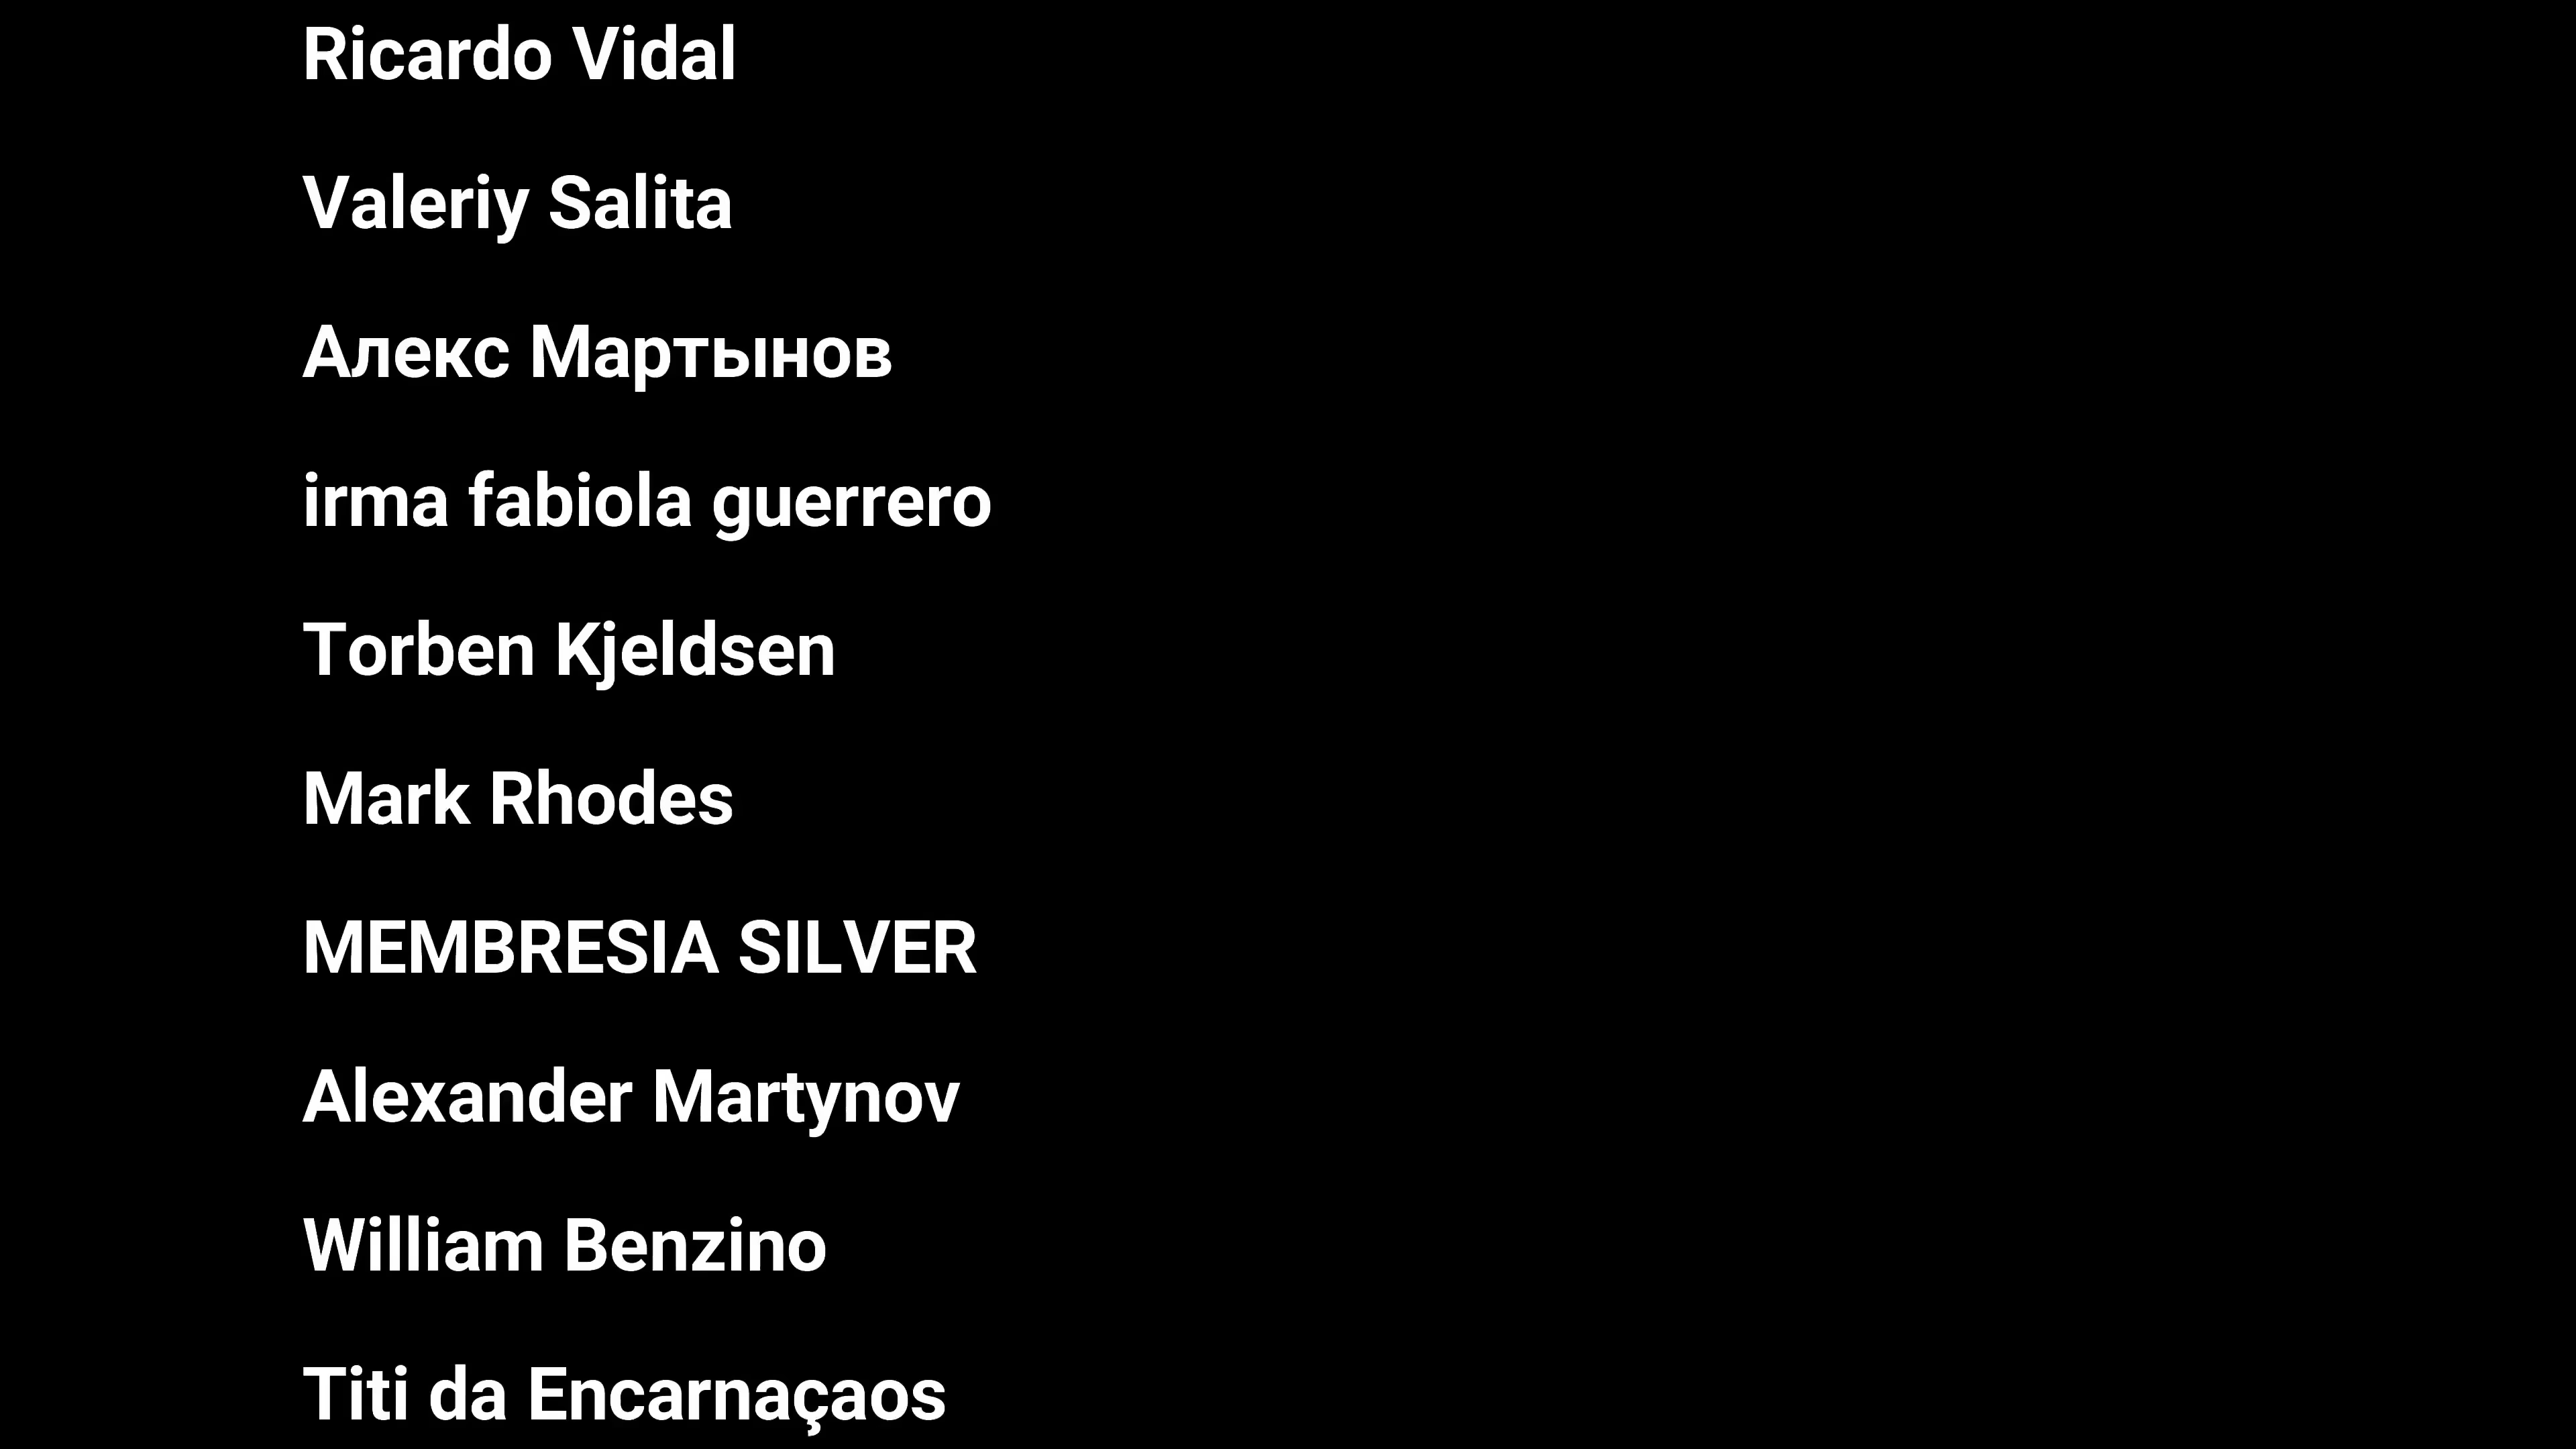 Ricardo Vidal
Valeriy Salita
Алекс Мартынов
irma fabiola guerrero
Torben Kjeldsen
Mark Rhodes
MEMBRESIA SILVER
Alexander Martynov
William Benzino
Titi da Encarnaçaos